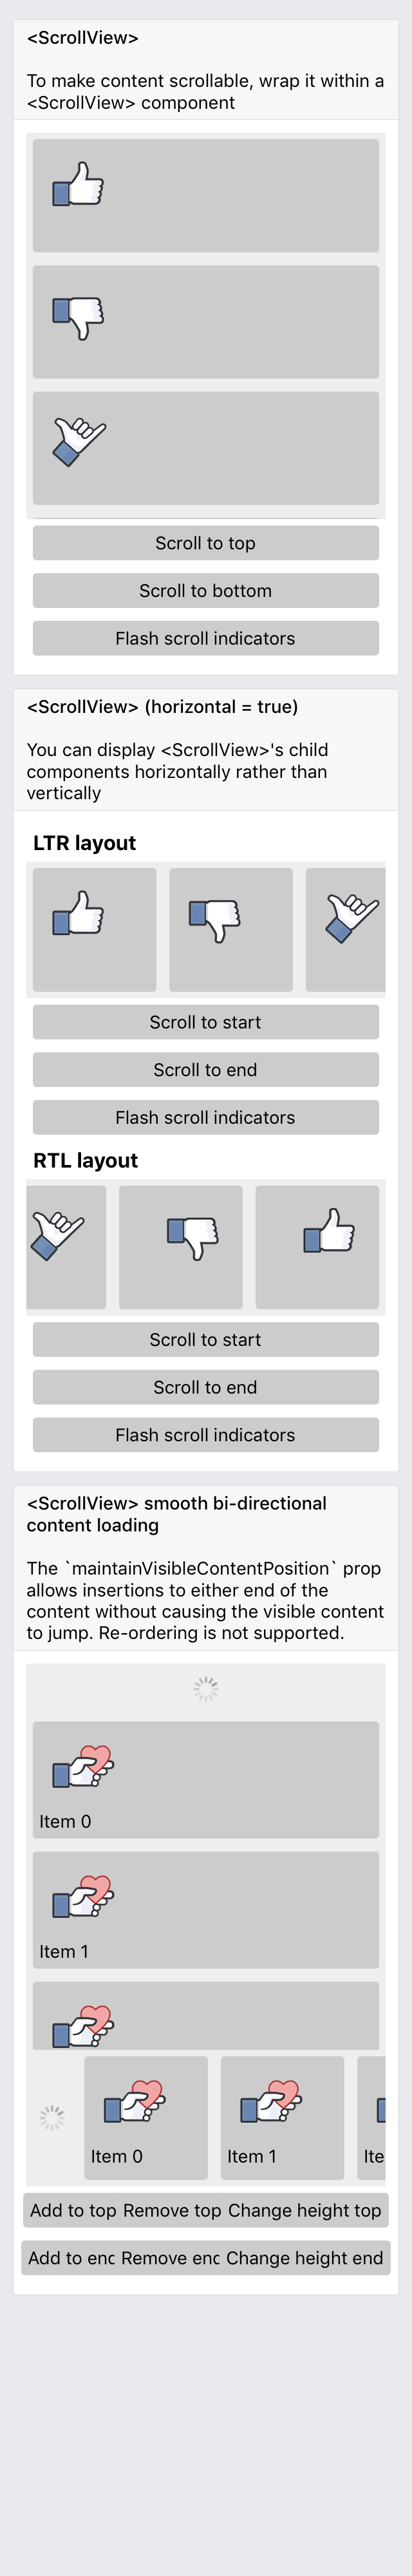 <ScrollView>
To make content scrollable, wrap it within a
<ScrollView> component
Scroll to top
Scroll to bottom
Flash scroll indicators
<ScrollView> (horizontal = true)
You can display <ScrollView>'s child
components horizontally rather than
vertically
LTR layout
Scroll to start
Scroll to end
Flash scroll indicators
RTL layout
Scroll to start
Scroll to end
Flash scroll indicators
<ScrollView> smooth bi-directional
content loading
The `maintainVisibleContentPosition` prop
allows insertions to either end of the
content without causing the visible content
to jump. Re-ordering is not supported.
Item 0
Item 1
Item 0 Item 1 Ite
Add to top Remove top Change height top
Add to enc Remove enc Change height end